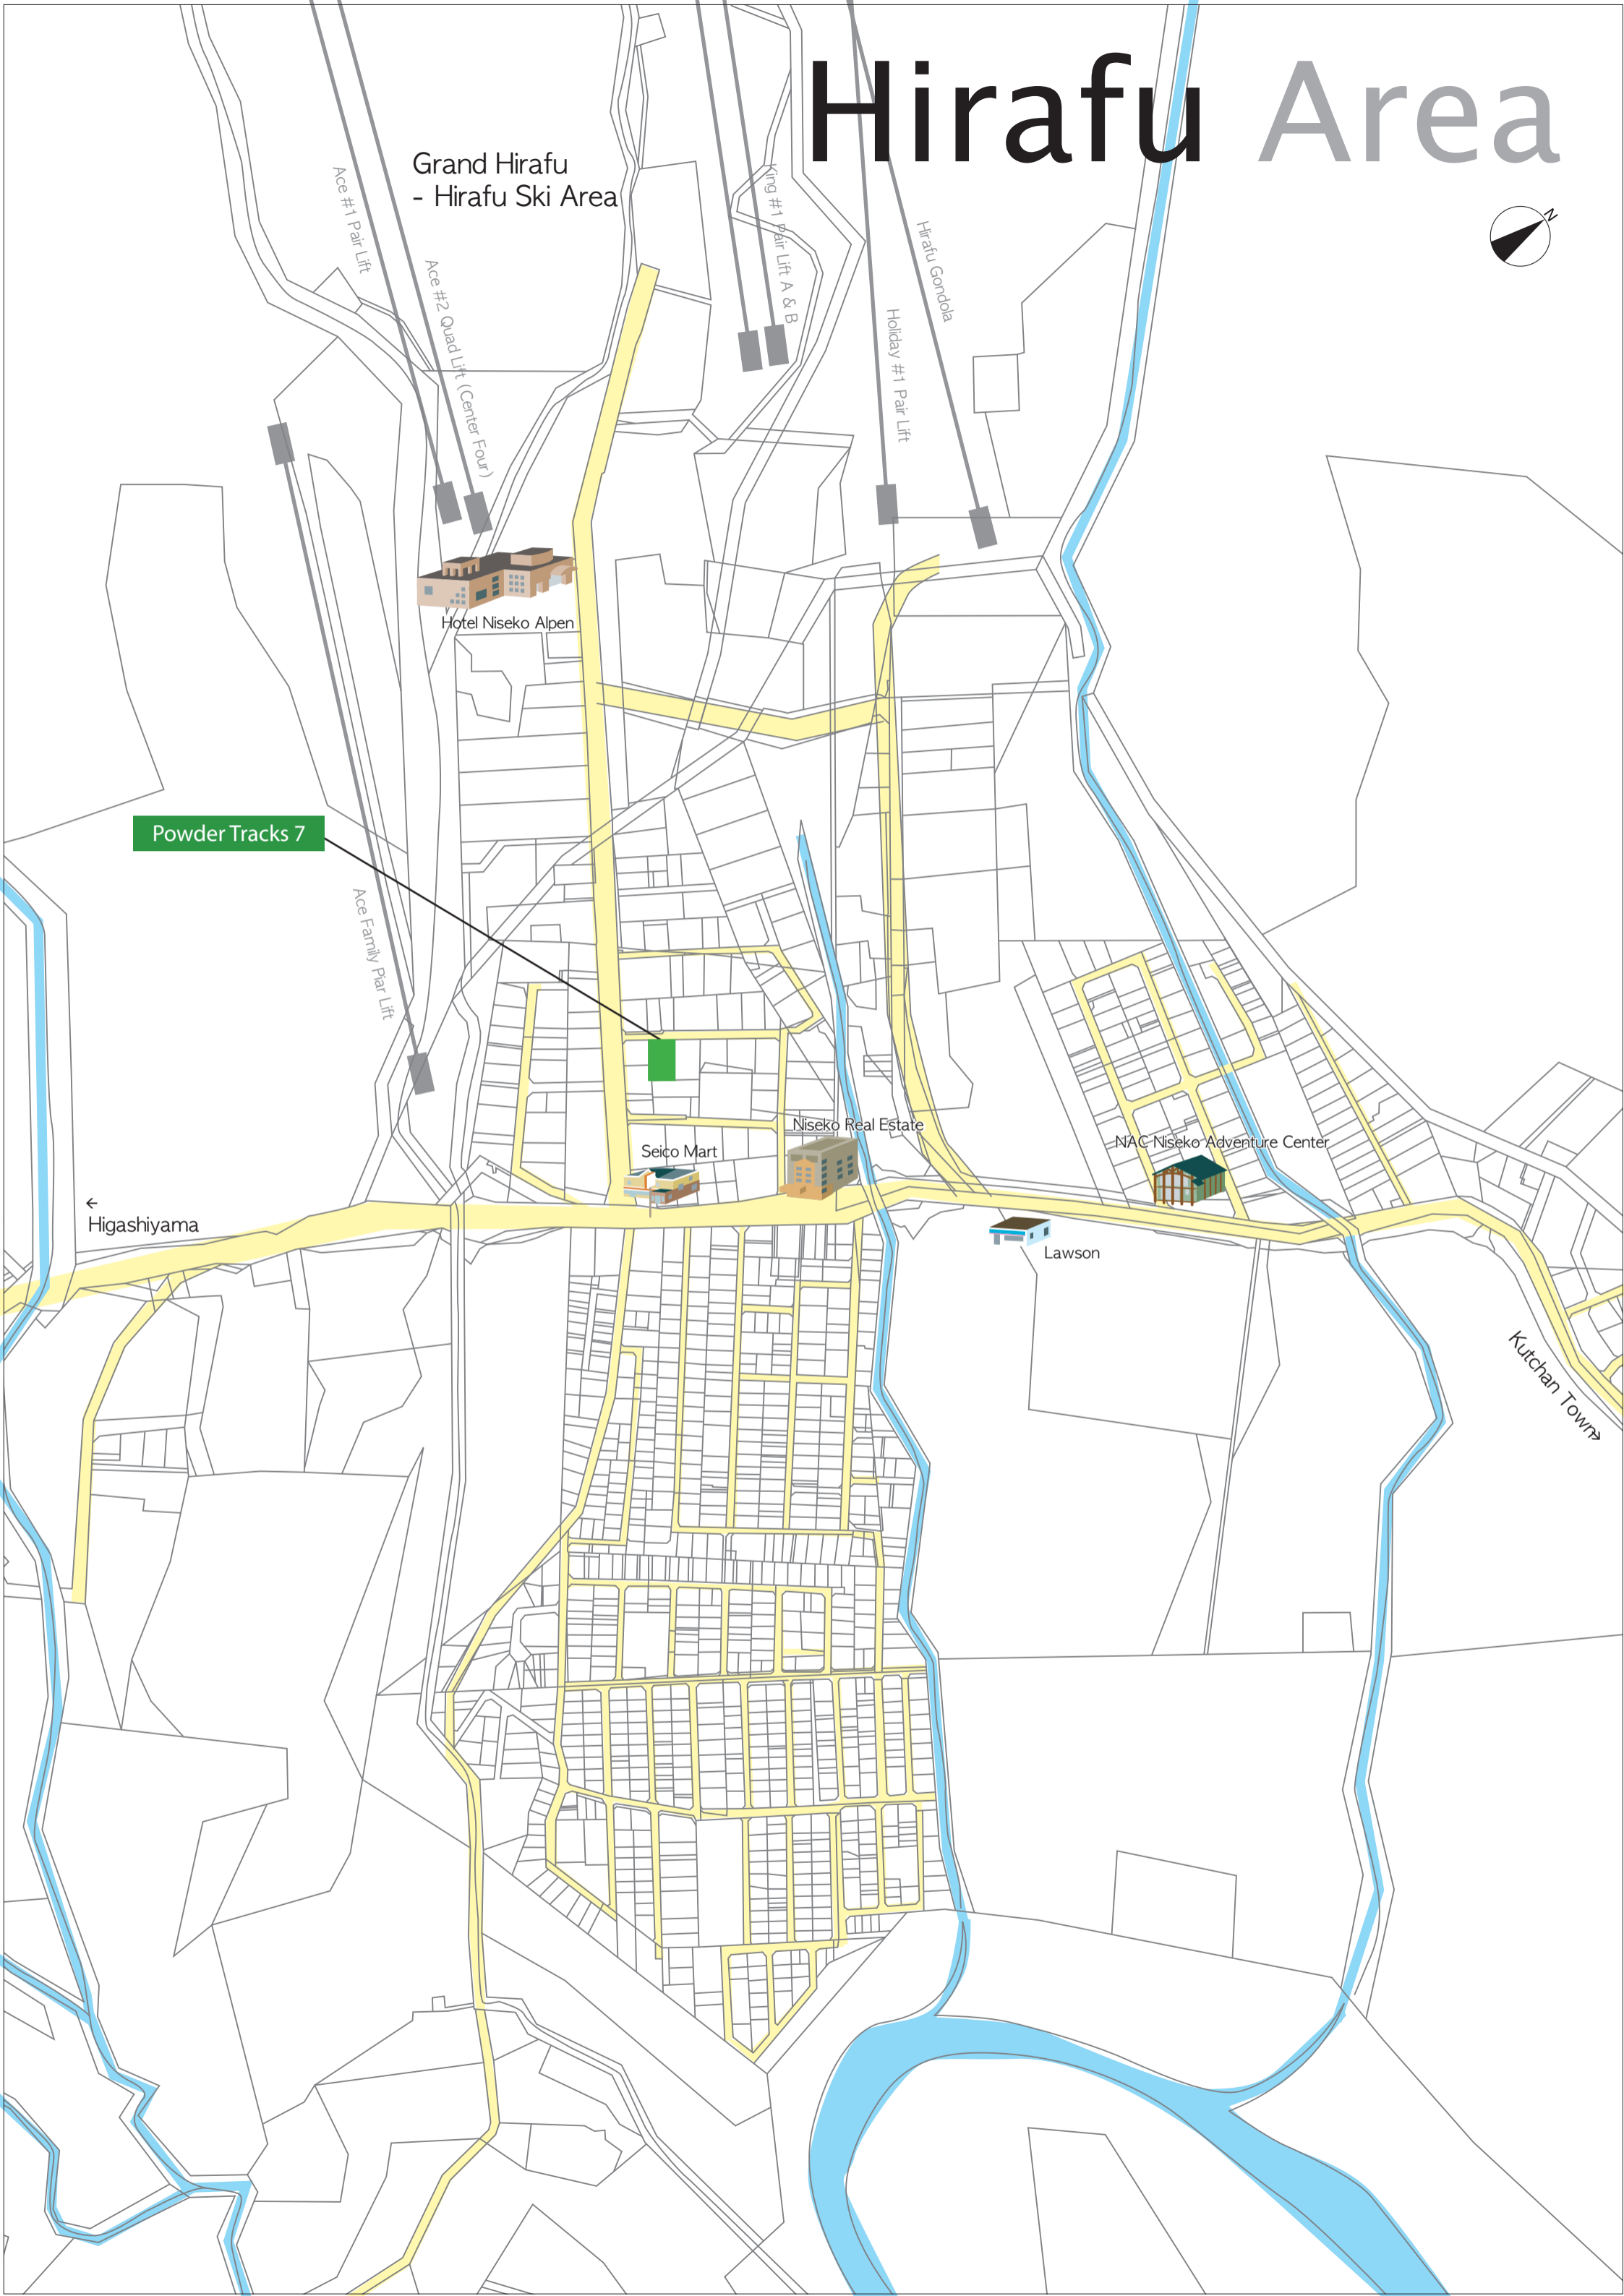 Hirafu Area
N
Grand Hirafu
- Hirafu Ski Area
Ace #1 Pair Lift
Ace #2 Quad Lift (Center Four)
King #1 Pair Lift A & B
Holiday #1 Pair Lift
Hirafu Gondola
Hotel Niseko Alpen
Powder Tracks 7
Ace Family Piar Lift
Niseko Real Estate
Seico Mart
NAC Niseko Adventure Center
←
Higashiyama
Lawson
Kutchan Town→